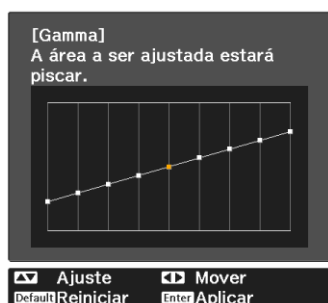 [Gamma]
A área a ser ajustada estará
piscar.
Ajuste Mover
Default Reiniciar Enter Aplicar